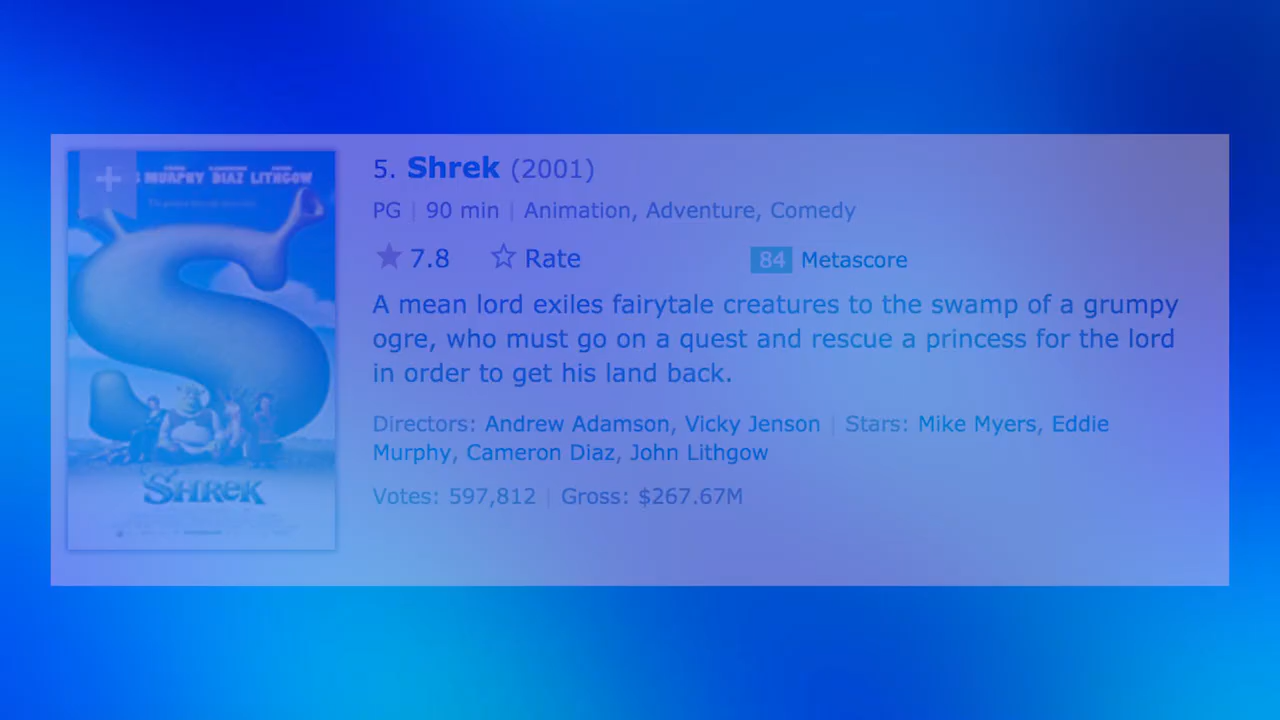 MURPHY DIAZ LITHGOW
SHREK
5. Shrek (2001)
PG | 90 min | Animation, Adventure, Comedy
7.8 Rate 84 Metascore
A mean lord exiles fairytale creatures to the swamp of a grumpy
ogre, who must go on a quest and rescue a princess for the lord
in order to get his land back.
Directors: Andrew Adamson, Vicky Jenson | Stars: Mike Myers, Eddie
Murphy, Cameron Diaz, John Lithgow
Votes: 597,812 | Gross: $267.67M